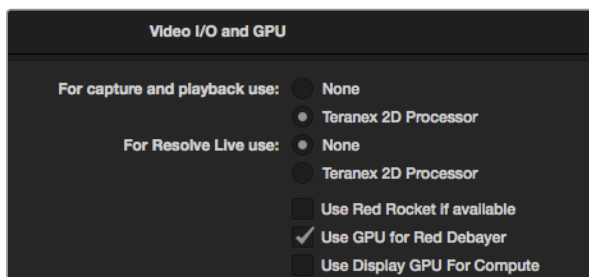 Video I/O and GPU
For capture and playback use: None
Teranex 2D Processor
For Resolve Live use: None
Teranex 2D Processor
Use Red Rocket if available
Use GPU for Red Debayer
Use Display GPU For Compute